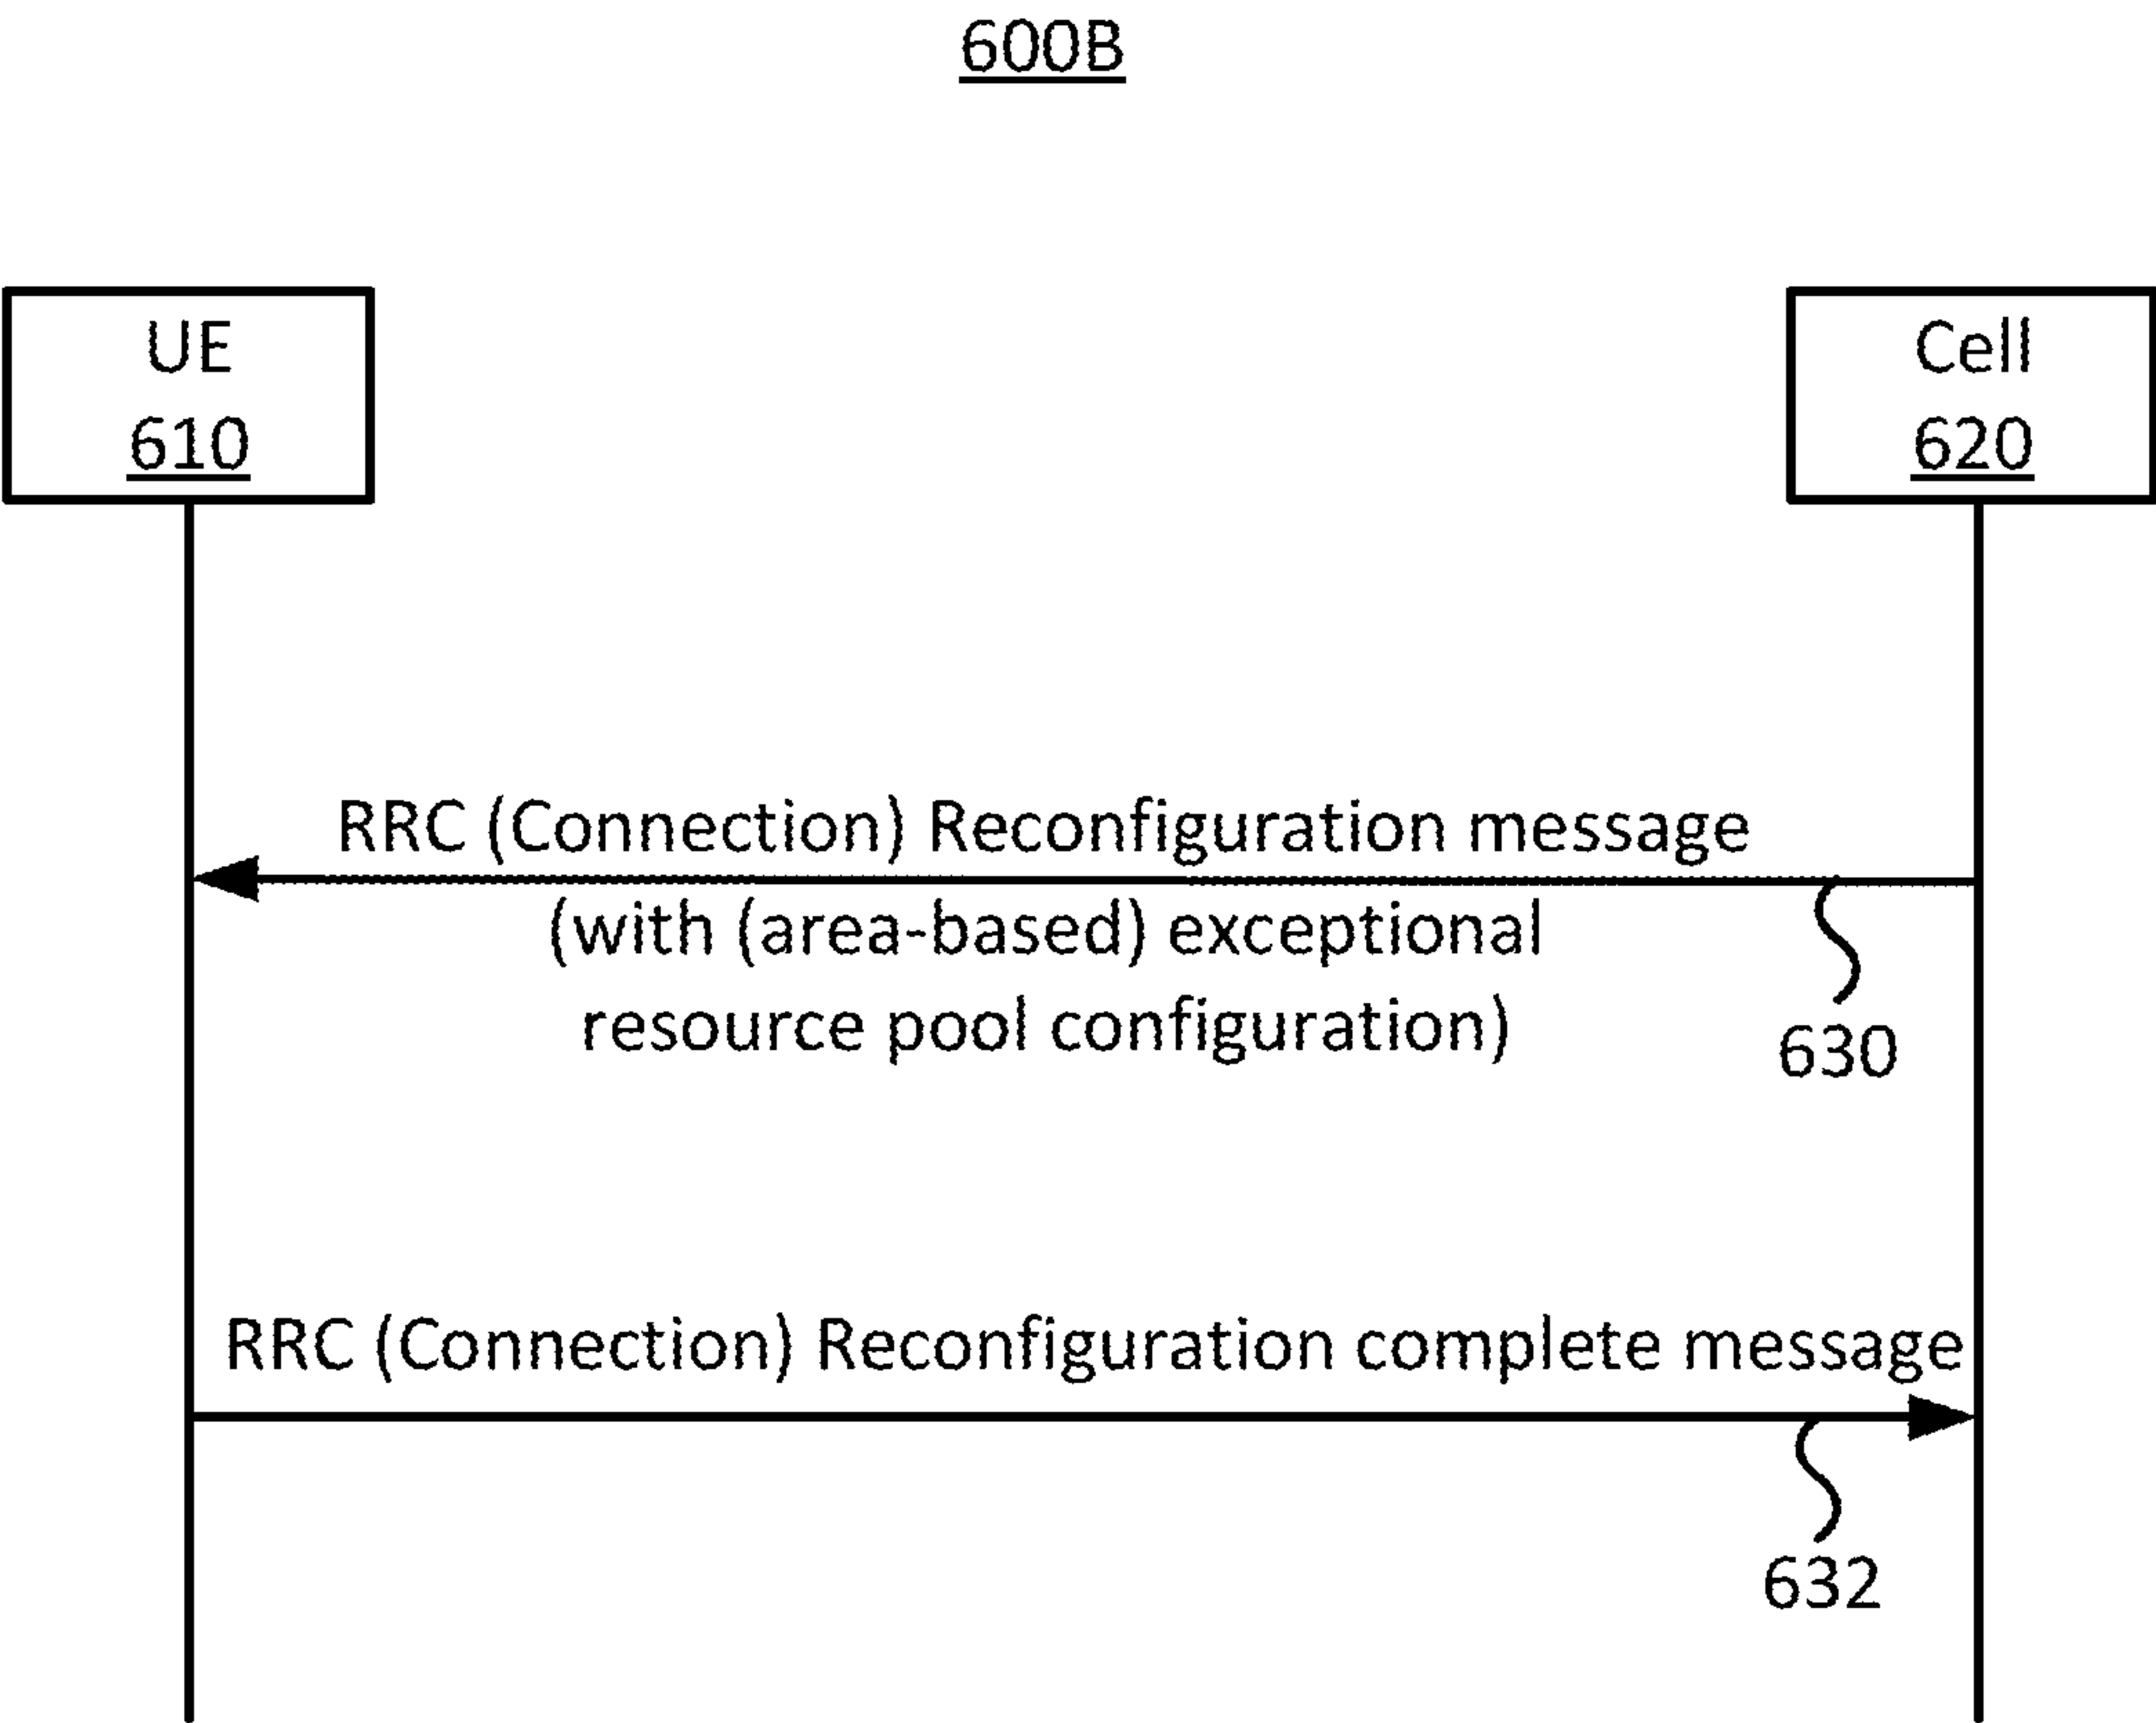 600B
UE
610
Cell
620
RRC (Connection) Reconfiguration message
(with (area-based) exceptional
resource pool configuration)
630
RRC (Connection) Reconfiguration complete message
632